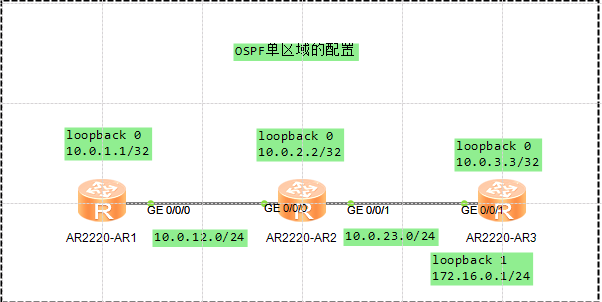 OSPF单区域的配置
loopback 0
10.0.1.1/32
loopback 0
10.0.2.2/32
loopback 0
10.0.3.3/32
R
R
R
GE 0/0/0
GE 0/0/0
GE 0/0/1
GE 0/0/1
AR2220-AR1
10.0.12.0/24
AR2220-AR2
10.0.23.0/24
AR2220-AR3
loopback 1
172.16.0.1/24